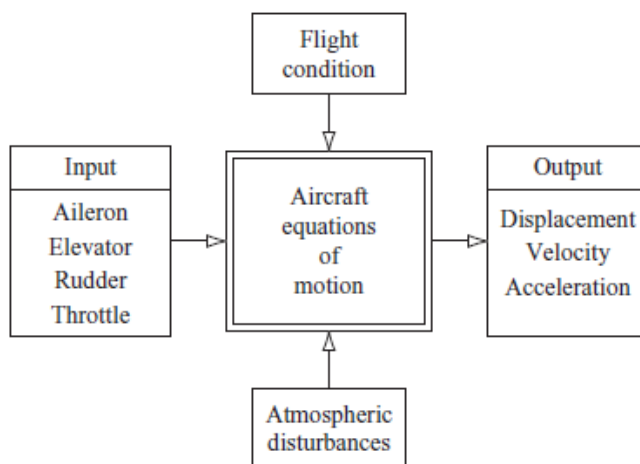 Flight
condition
Input
Aileron
Elevator
Rudder
Throttle
Aircraft
equations
of
motion
Output
Displacement
Velocity
Acceleration
Atmospheric
disturbances